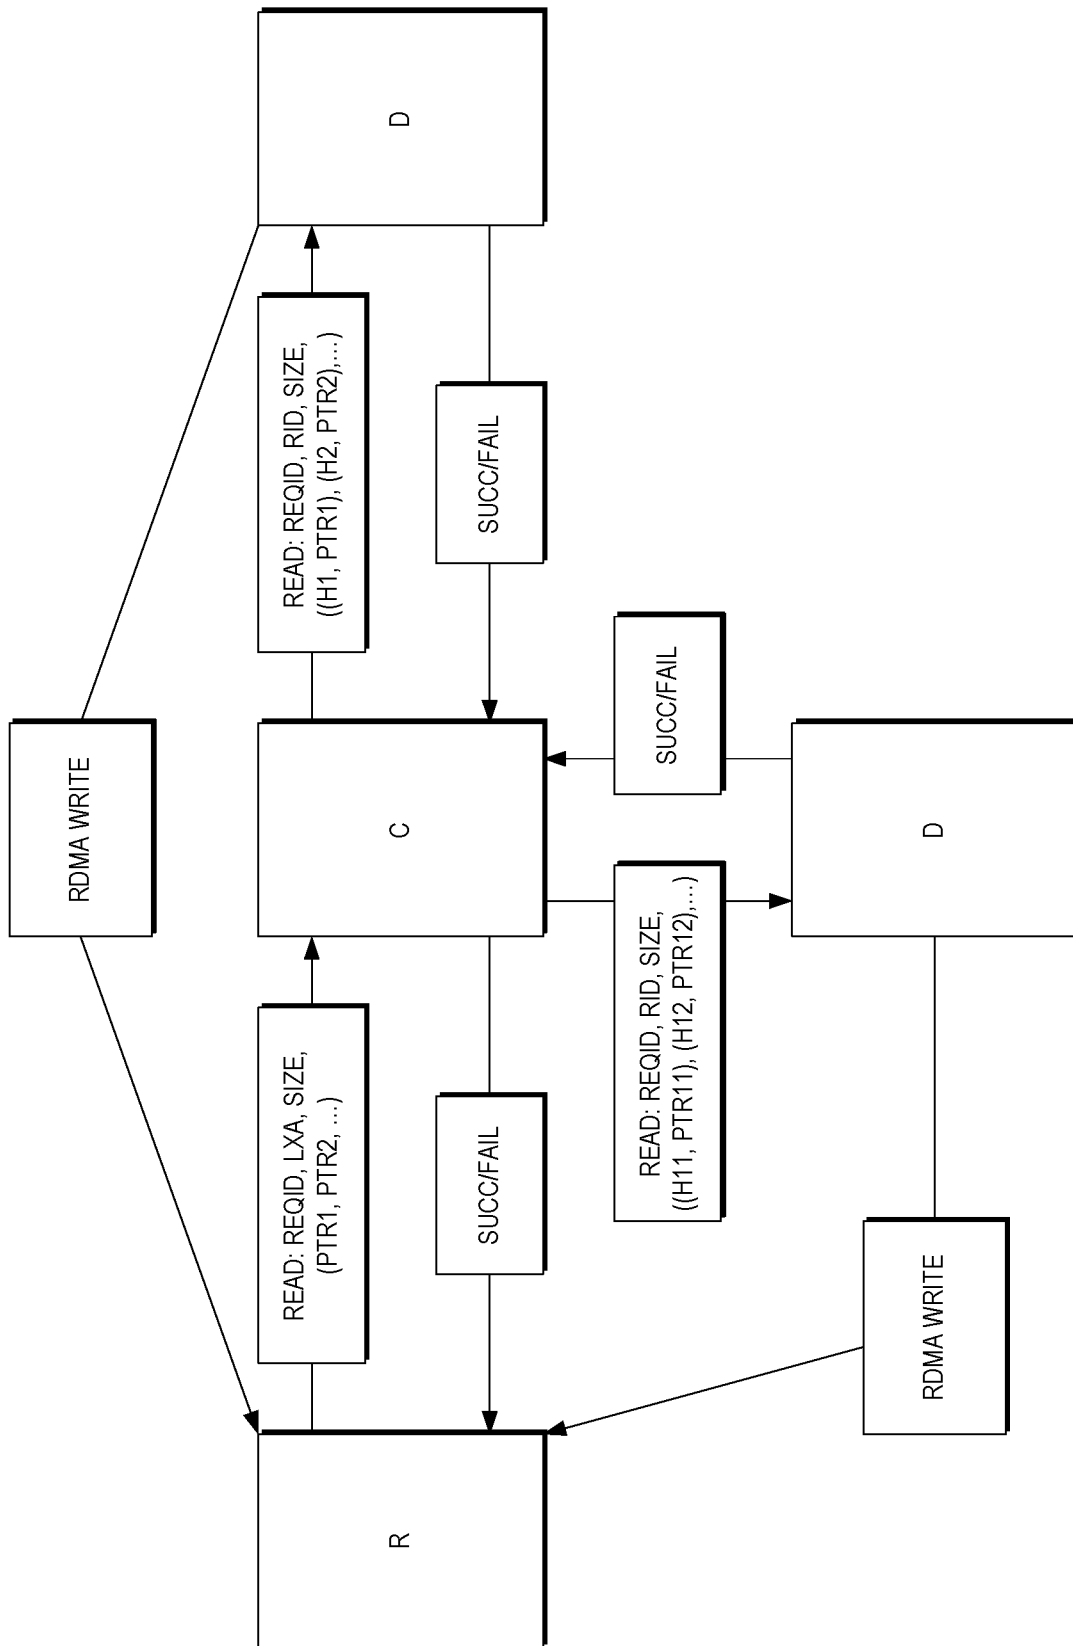 RDMA WRITE
READ: REQID, LXA, SIZE,
(PTR1, PTR2, ...)
READ: REQID, RID, SIZE,
((H1, PTR1), (H2, PTR2),...)
R
C
D
SUCC/FAIL
SUCC/FAIL
READ: REQID, RID, SIZE,
((H11, PTR11), (H12, PTR12),...)
SUCC/FAIL
RDMA WRITE
D